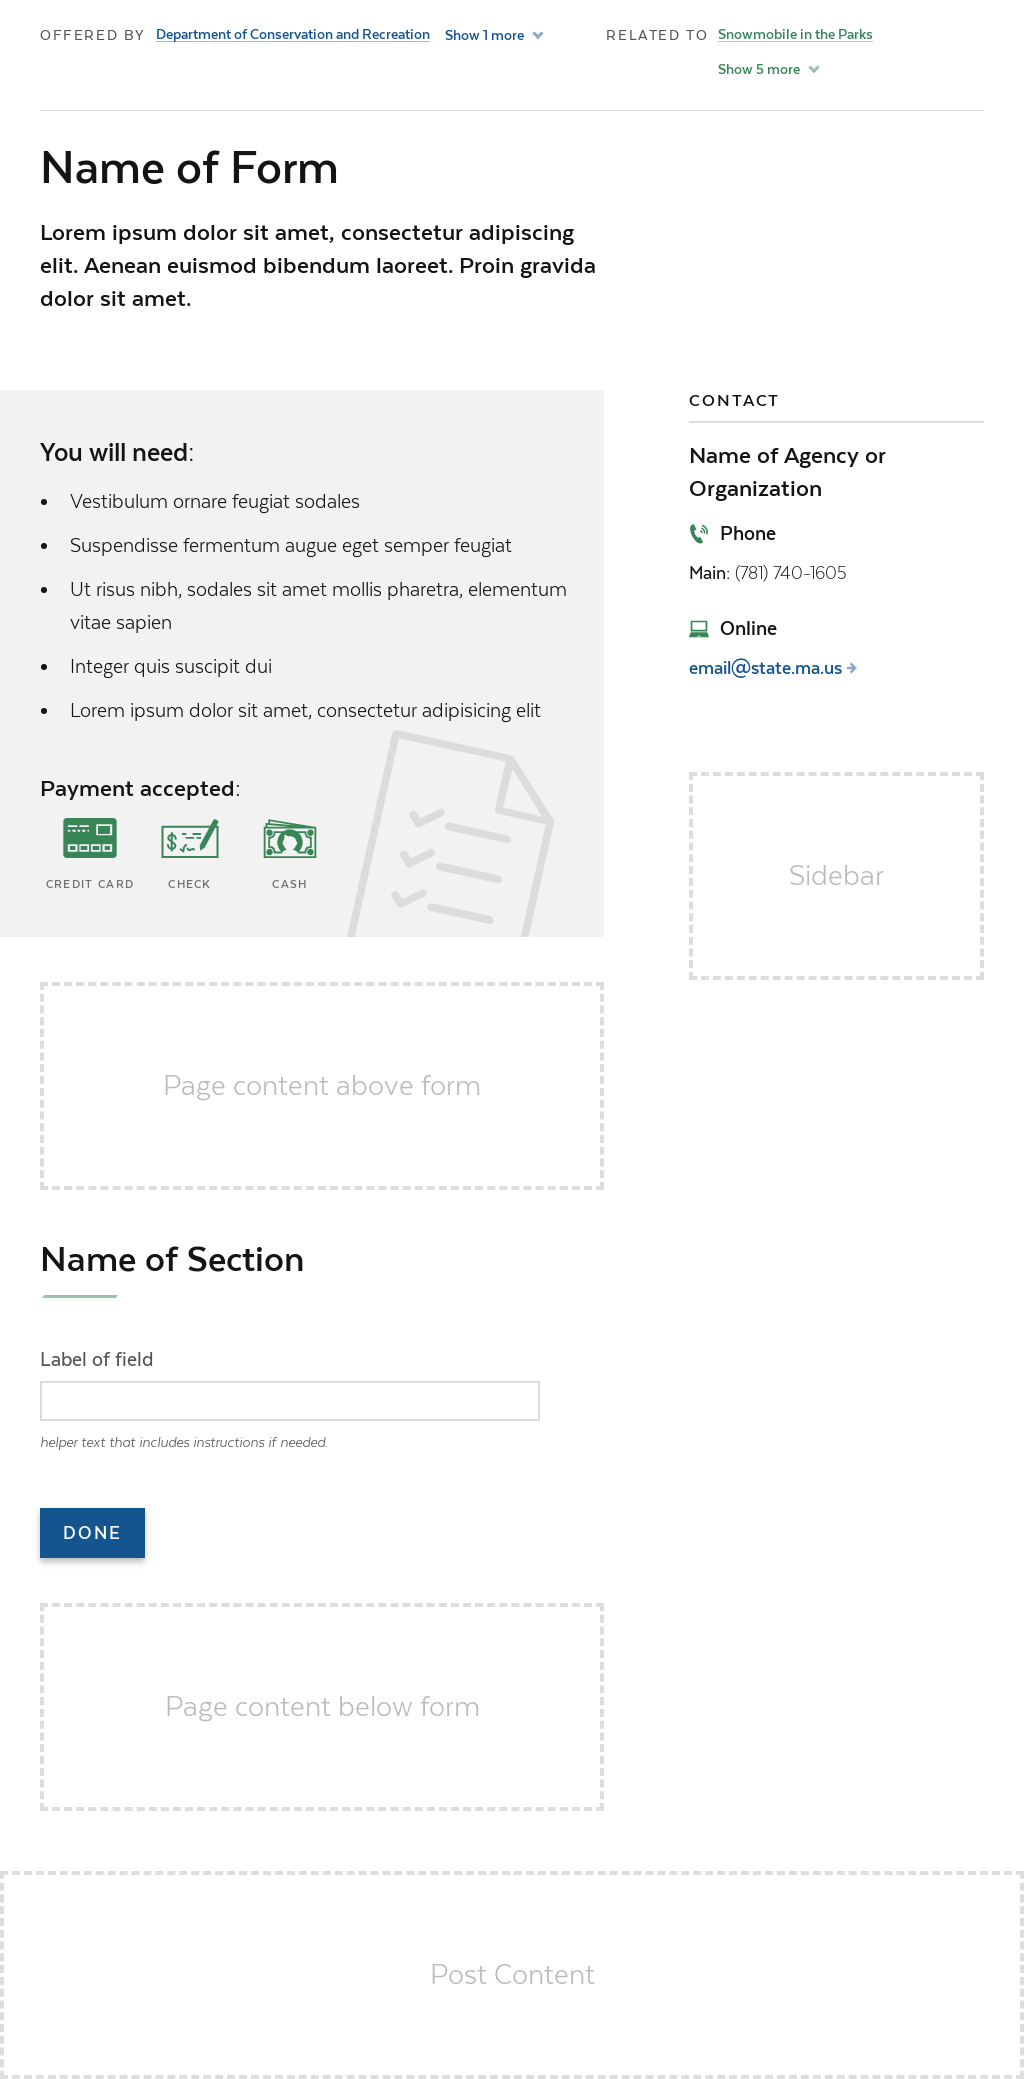 OFFERED BY Department of Conservation and Recreation Show 1 more
RELATED TO Snowmobile in the Parks
Show 5 more
Name of Form
Lorem ipsum dolor sit amet, consectetur adipiscing
elit. Aenean euismod bibendum laoreet. Proin gravida
dolor sit amet.
You will need:
• Vestibulum ornare feugiat sodales
• Suspendisse fermentum augue eget semper feugiat
• Ut risus nibh, sodales sit amet mollis pharetra, elementum
vitae sapien
• Integer quis suscipit dui
• Lorem ipsum dolor sit amet, consectetur adipisicing elit
Payment accepted:
CREDIT CARD CHECK CASH
CONTACT
Name of Agency or
Organization
Phone
Main: (781) 740-1605
Online
email@state.ma.us
Sidebar
Page content above form
Name of Section
Label of field
helper text that includes instructions if needed.
DONE
Page content below form
Post Content